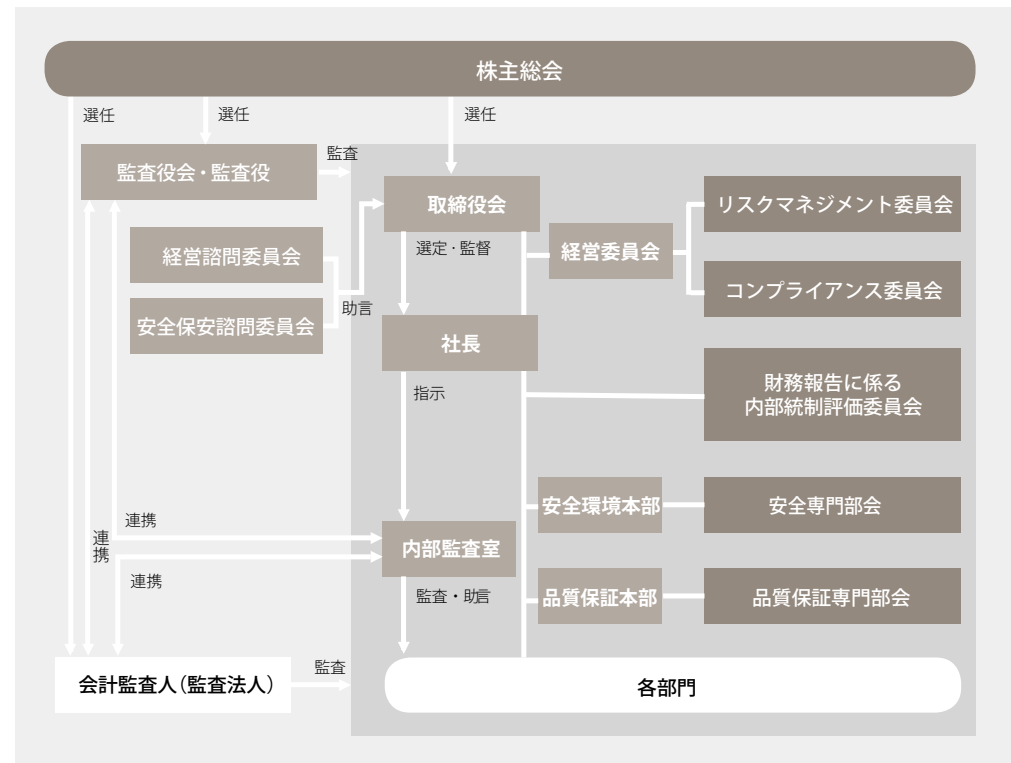 株主総会
選任
選任
選任
監査役会・監査役
監査
取締役会
リスクマネジメント委員会
選定・監督
経営委員会
経営諮問委員会
コンプライアンス委員会
助言
安全保安諮問委員会
社長
財務報告に係る
内部統制評価委員会
指示
安全環境本部
安全専門部会
連携
連携
内部監査室
連携
監査・助言
品質保証本部
品質保証専門部会
監査
会計監査人（監査法人）
各部門